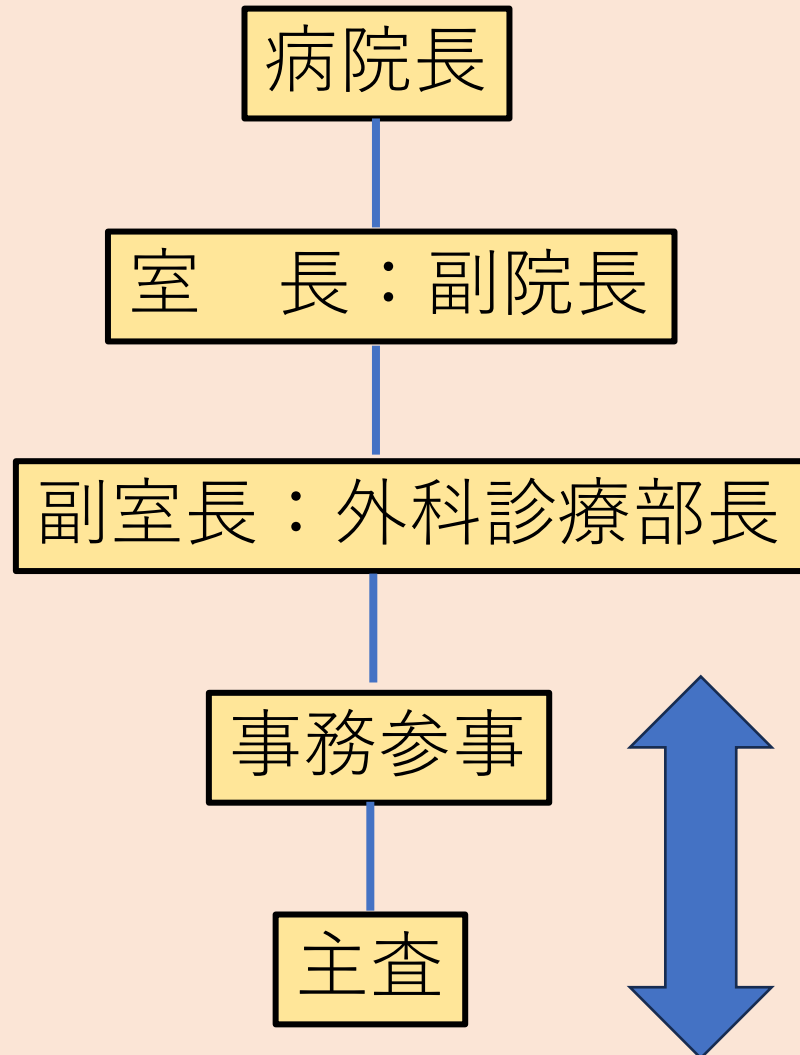 病院長
室　長：副院長
副室長：外科診療部長
事務参事
主査